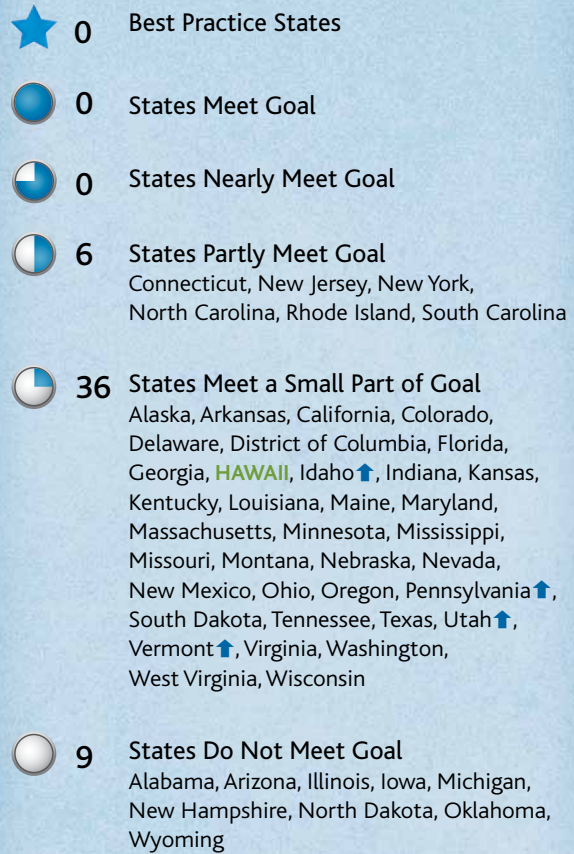 0 Best Practice States
0 States Meet Goal
0 States Nearly Meet Goal
6 States Partly Meet Goal
Connecticut, New Jersey, New York,
North Carolina, Rhode Island, South Carolina
36 States Meet a Small Part of Goal
Alaska, Arkansas, California, Colorado,
Delaware, District of Columbia, Florida,
Georgia, HAWAII, Idaho⬆, Indiana, Kansas,
Kentucky, Louisiana, Maine, Maryland,
Massachusetts, Minnesota, Mississippi,
Missouri, Montana, Nebraska, Nevada,
New Mexico, Ohio, Oregon, Pennsylvania⬆,
South Dakota, Tennessee, Texas, Utah⬆,
Vermont⬆, Virginia, Washington,
West Virginia, Wisconsin
9 States Do Not Meet Goal
Alabama, Arizona, Illinois, Iowa, Michigan,
New Hampshire, North Dakota, Oklahoma,
Wyoming